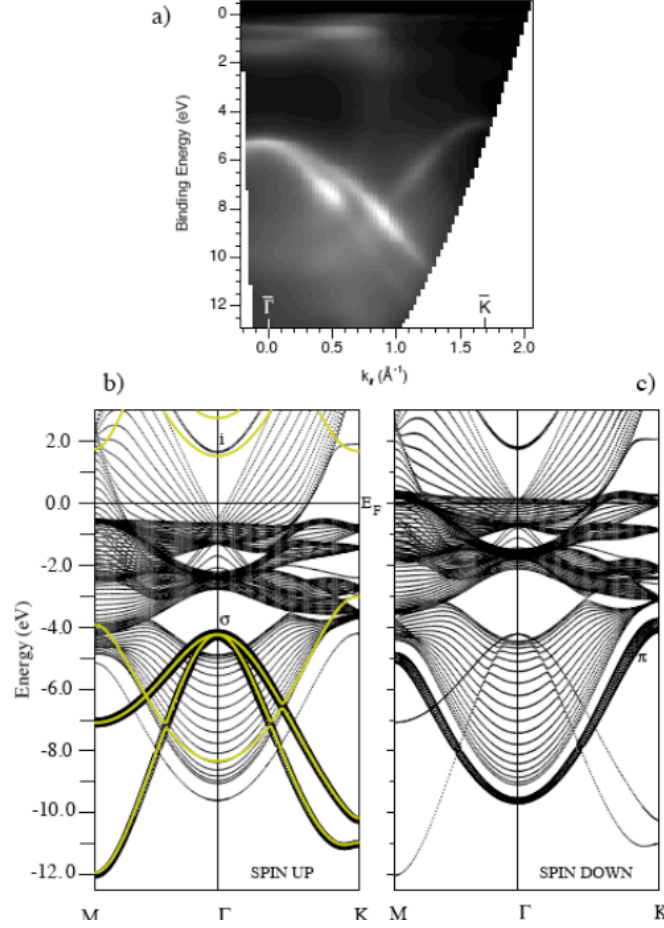 a)
0
2
4
6
8
10
12
Binding Energy (eV)
Γ̅
K̅
0.0 0.5 1.0 1.5 2.0
k// (Å-1)
b) c)
2.0
0.0
-2.0
-4.0
-6.0
-8.0
-10.0
-12.0
Energy (eV)
i
E_F
σ
π
SPIN UP SPIN DOWN
M Γ K M Γ K